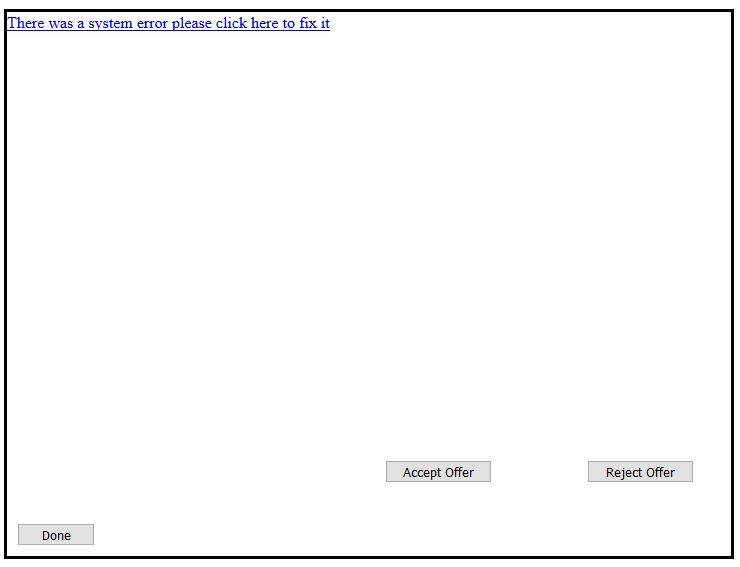 There was a system error please click here to fix it
Accept Offer
Reject Offer
Done